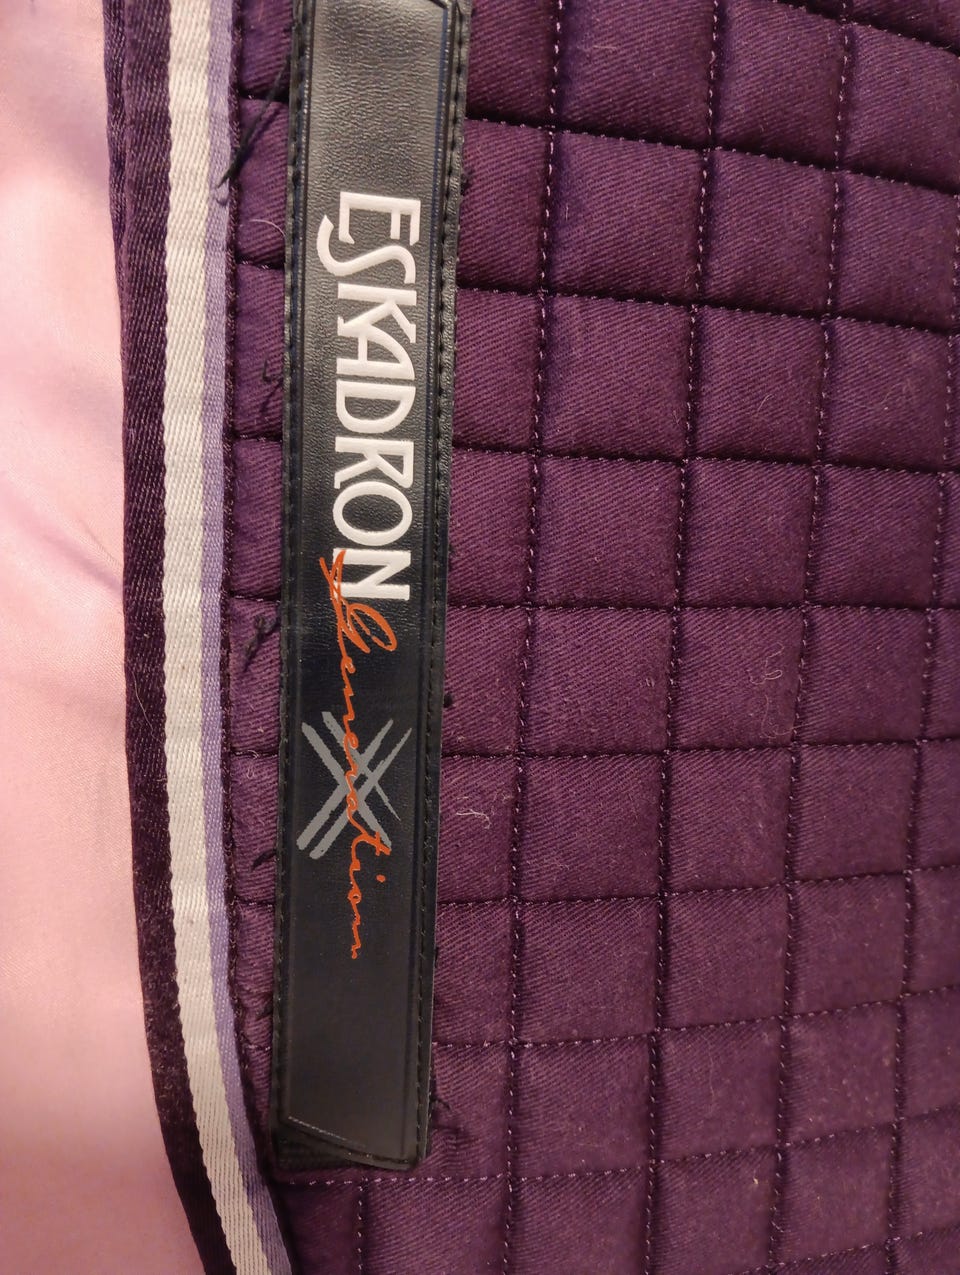 ESKADRON
Generation
X